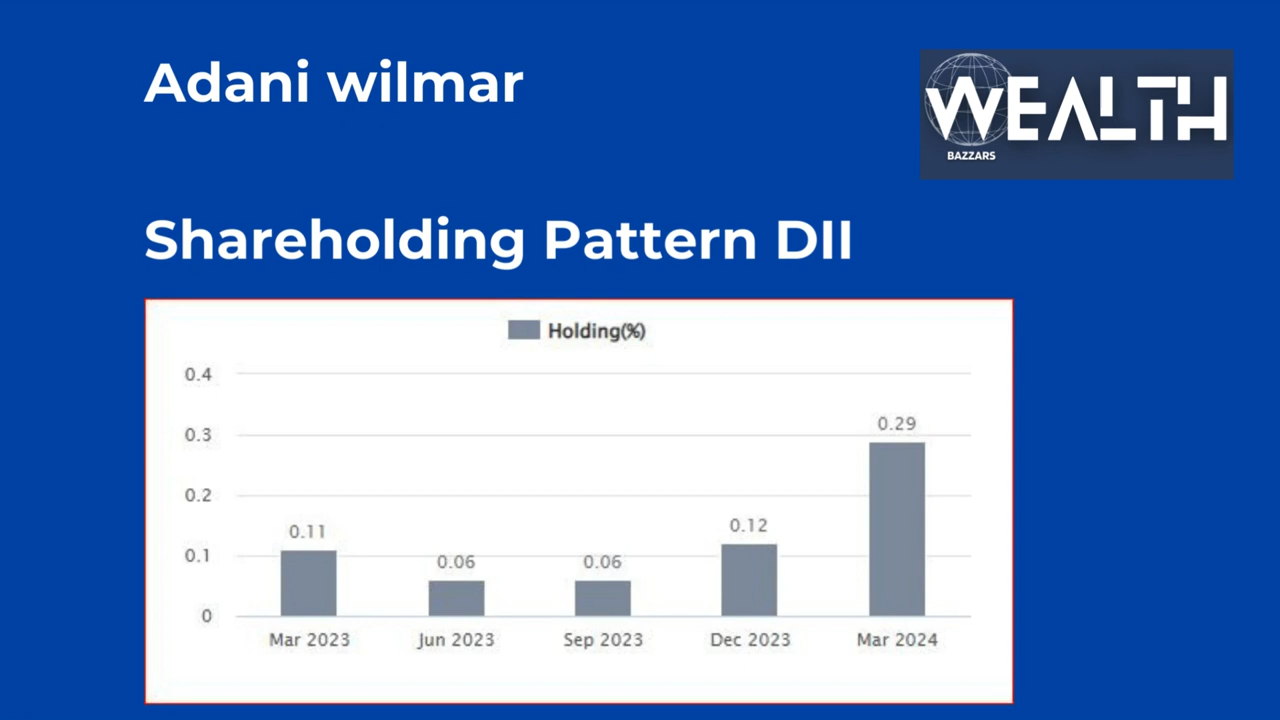 Adani wilmar
WEALTH
BAZZARS
Shareholding Pattern DII
Holding(%)
0.4
0.3
0.2
0.1
0
0.11
0.06
0.06
0.12
0.29
Mar 2023
Jun 2023
Sep 2023
Dec 2023
Mar 2024